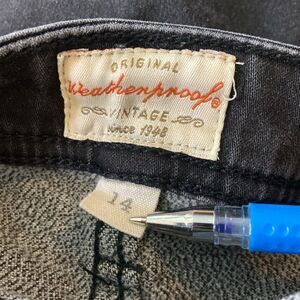 ORIGINAL
Weatherproof®
VINTAGE
since 1948
14